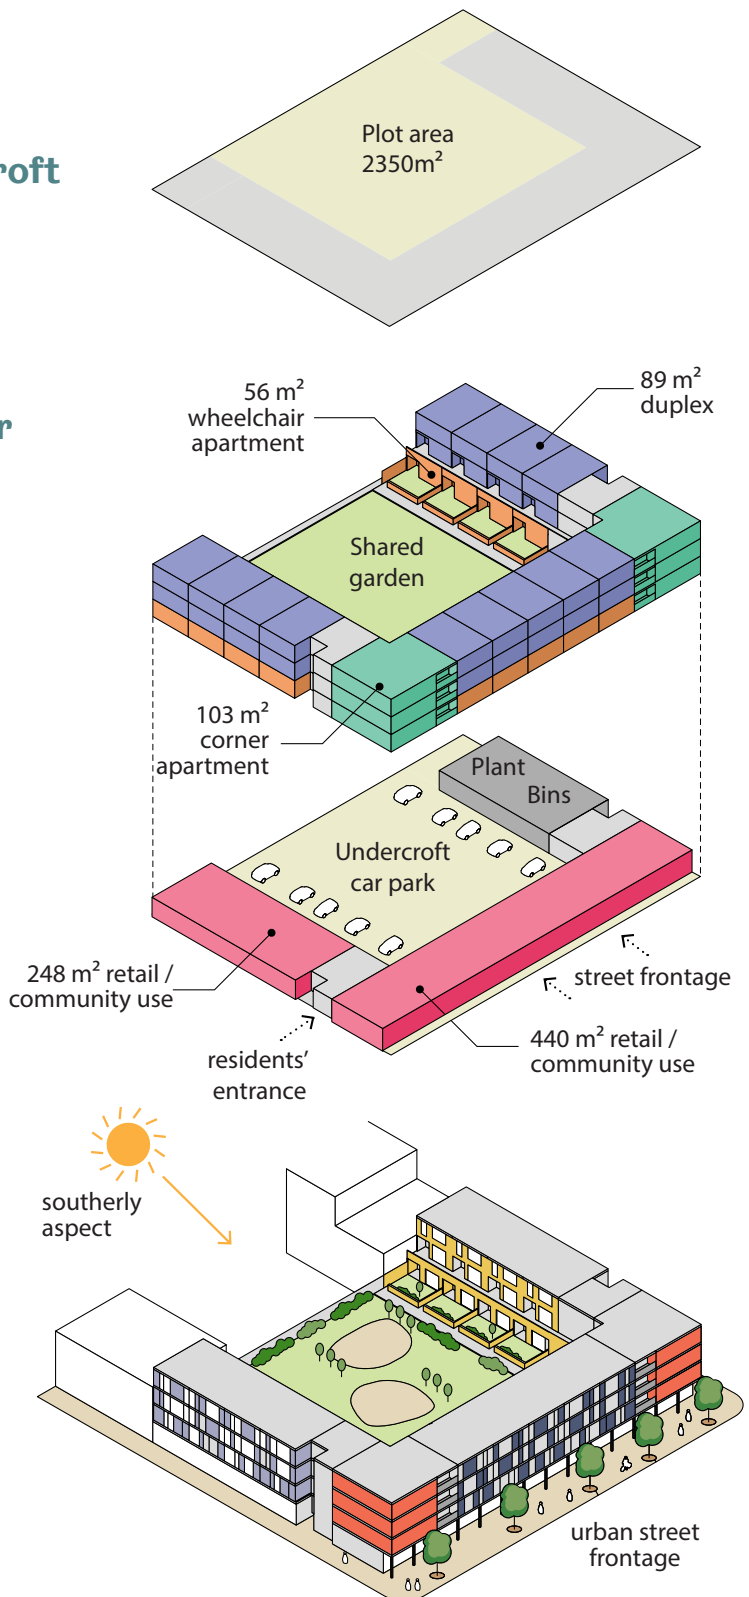 Plot area
2350m²
roft
56 m²
wheelchair
apartment
89 m²
duplex
r
Shared
garden
103 m²
corner
apartment
Plant
Bins
Undercroft
car park
248 m² retail /
community use
street frontage
440 m² retail /
community use
residents’
entrance
southerly
aspect
urban street
frontage